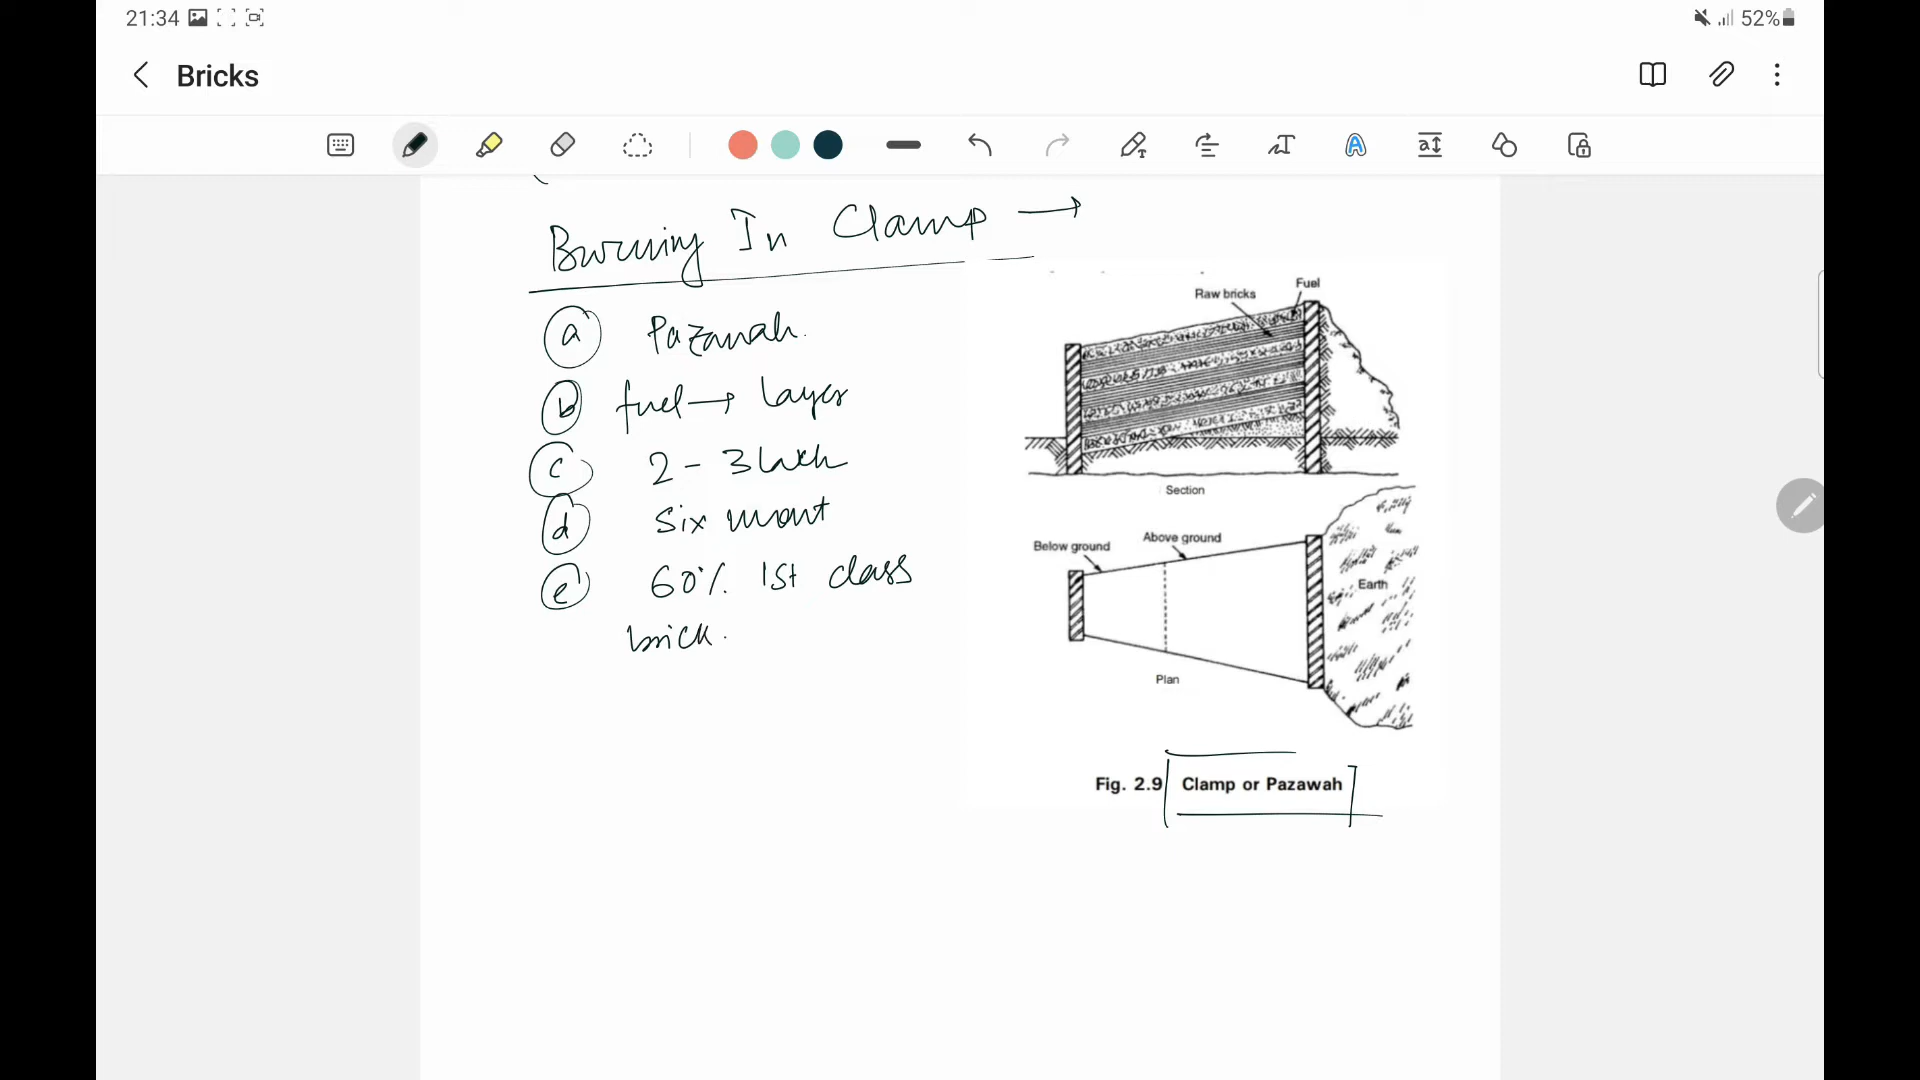 21:34
52%
Bricks
Burning In Clamp →
Raw bricks
Fuel
a Pazawah.
b fuel → layer
c 2 - 3 lakh
d Six mont
e 60% 1st class
brick.
Section
Below ground
Above ground
Earth
Plan
Fig. 2.9 Clamp or Pazawah